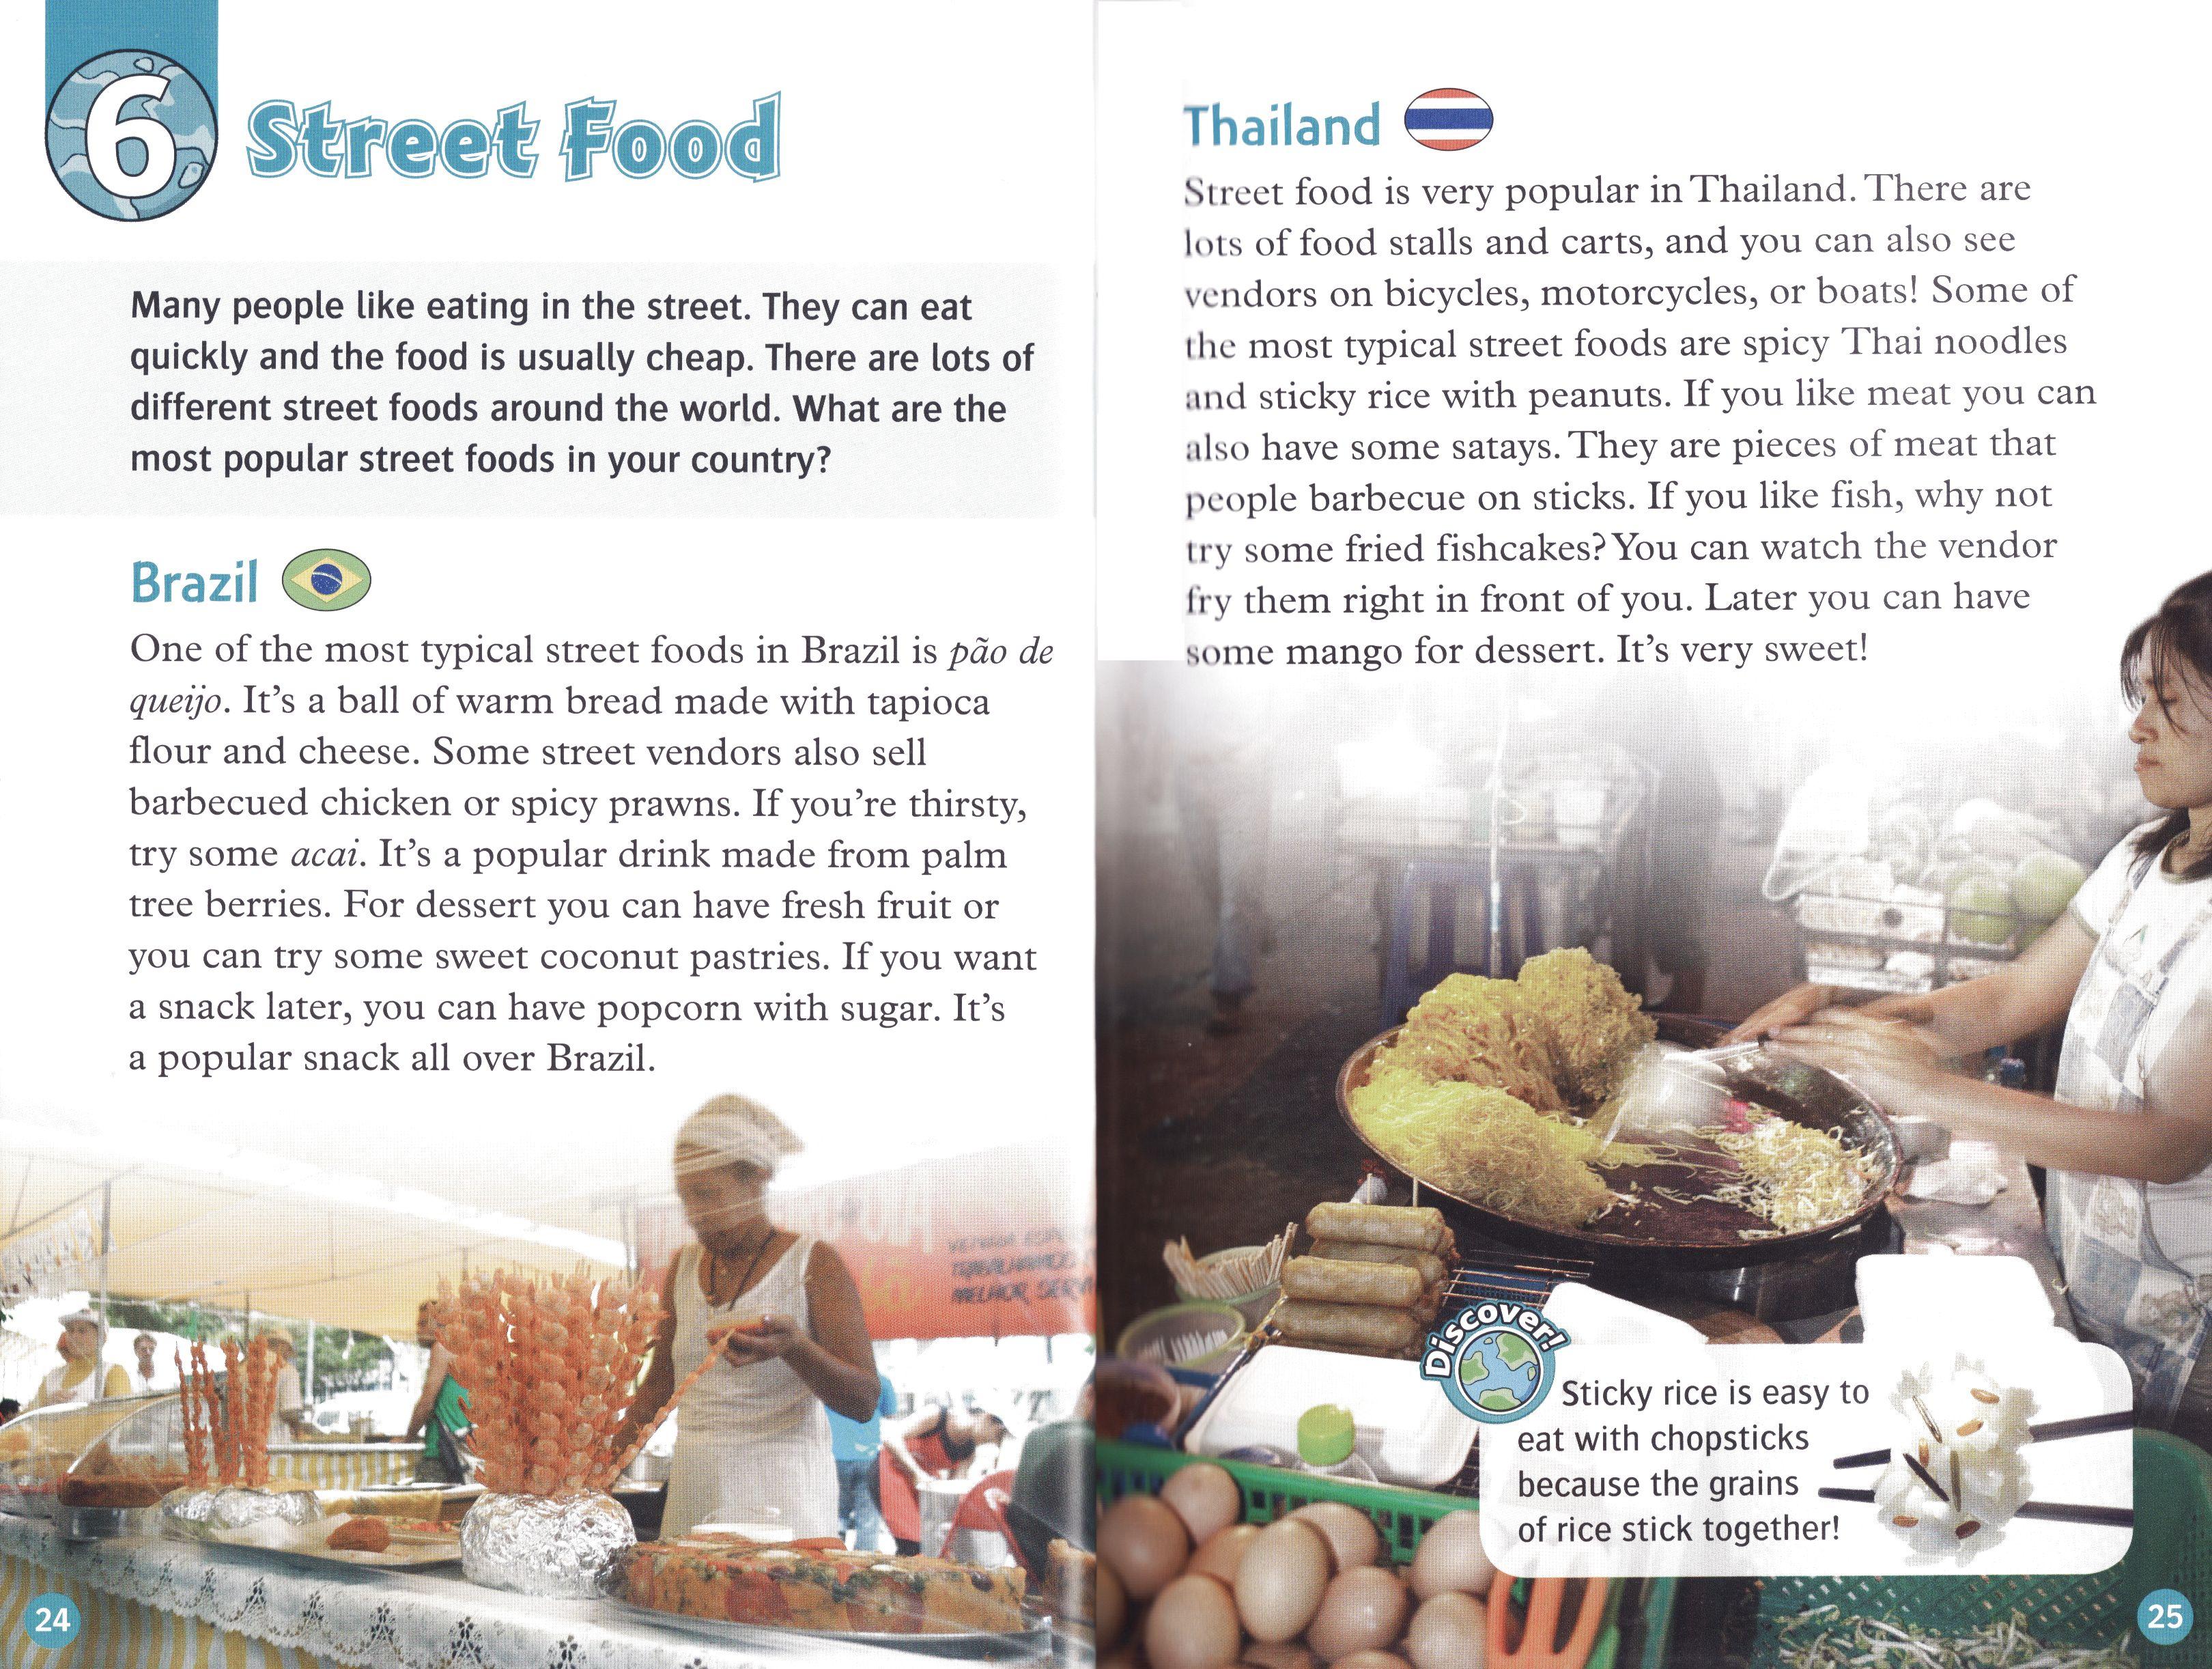 6
Street Food
Many people like eating in the street. They can eat
quickly and the food is usually cheap. There are lots of
different street foods around the world. What are the
most popular street foods in your country?
Brazil
One of the most typical street foods in Brazil is pão de
queijo. It's a ball of warm bread made with tapioca
flour and cheese. Some street vendors also sell
barbecued chicken or spicy prawns. If you're thirsty,
try some acai. It's a popular drink made from palm
tree berries. For dessert you can have fresh fruit or
you can try some sweet coconut pastries. If you want
a snack later, you can have popcorn with sugar. It's
a popular snack all over Brazil.
MELHOR
24
Thailand
Street food is very popular in Thailand. There are
lots of food stalls and carts, and you can also see
vendors on bicycles, motorcycles, or boats! Some of
the most typical street foods are spicy Thai noodles
and sticky rice with peanuts. If you like meat you can
also have some satays. They are pieces of meat that
people barbecue on sticks. If you like fish, why not
try some fried fishcakes? You can watch the vendor
fry them right in front of you. Later you can have
some mango for dessert. It's very sweet!
Discover!
Sticky rice is easy to
eat with chopsticks
because the grains
of rice stick together!
25